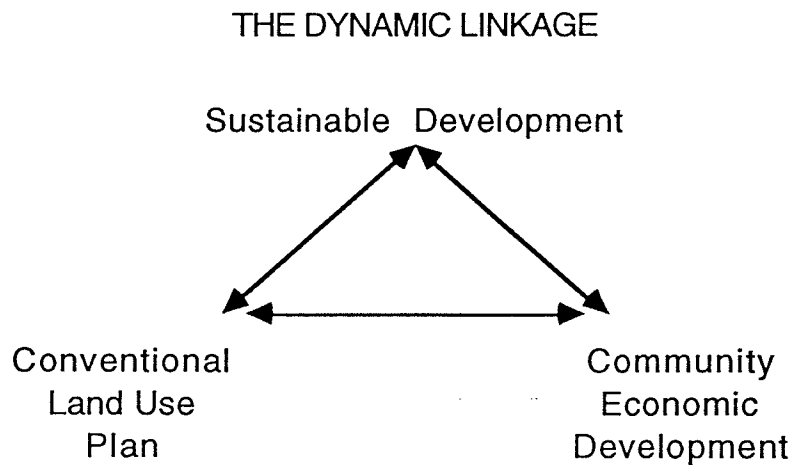 THE DYNAMIC LINKAGE
Sustainable Development
Conventional
Land Use
Plan
Community
Economic
Development